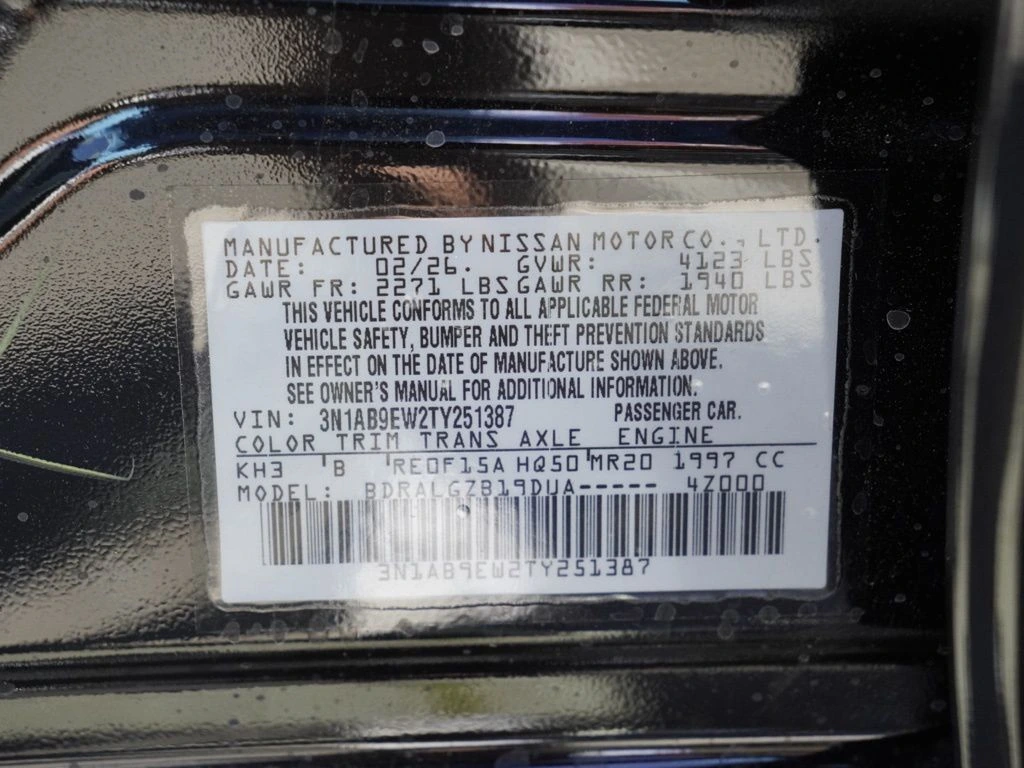 MANUFACTURED BY NISSAN MOTOR CO., LTD.
DATE: 02/26. GVWR: 4123 LBS
GAWR FR: 2271 LBS GAWR RR: 1940 LBS
THIS VEHICLE CONFORMS TO ALL APPLICABLE FEDERAL MOTOR
VEHICLE SAFETY, BUMPER AND THEFT PREVENTION STANDARDS
IN EFFECT ON THE DATE OF MANUFACTURE SHOWN ABOVE.
SEE OWNER'S MANUAL FOR ADDITIONAL INFORMATION.
VIN: 3N1AB9EW2TY251387 PASSENGER CAR.
COLOR TRIM TRANS AXLE ENGINE
KH3 'B 'RE0F15A HQ50 'MR20 1997 CC
MODEL: BDRALGZB19DUA----- 4Z000
3N1AB9EW2TY251387